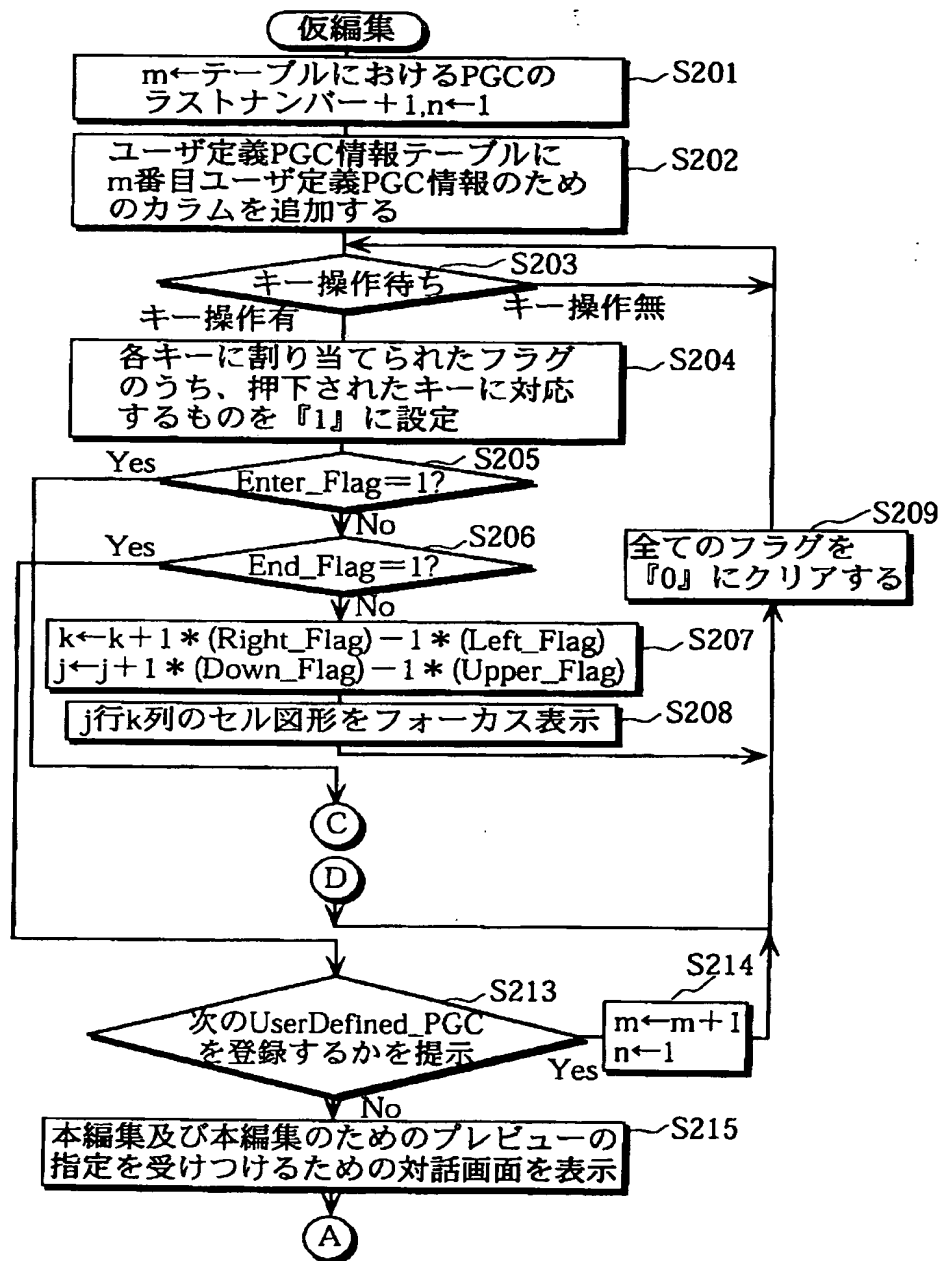 仮編集
m←テーブルにおけるPGCの
ラストナンバー＋1,n←1
S201
ユーザ定義PGC情報テーブルに
m番目ユーザ定義PGC情報のため
のカラムを追加する
S202
キー操作待ち
S203
キー操作有
キー操作無
各キーに割り当てられたフラグ
のうち、押下されたキーに対応
するものを『1』に設定
S204
Yes
Enter_Flag＝1?
S205
No
Yes
End_Flag＝1?
S206
No
全てのフラグを
『0』にクリアする
S209
k←k＋1＊(Right_Flag)－1＊(Left_Flag)
j←j＋1＊(Down_Flag)－1＊(Upper_Flag)
S207
j行k列のセル図形をフォーカス表示
S208
C
D
次のUserDefined_PGC
を登録するかを提示
S213
Yes
m←m＋1
n←1
S214
No
本編集及び本編集のためのプレビューの
指定を受けつけるための対話画面を表示
S215
A